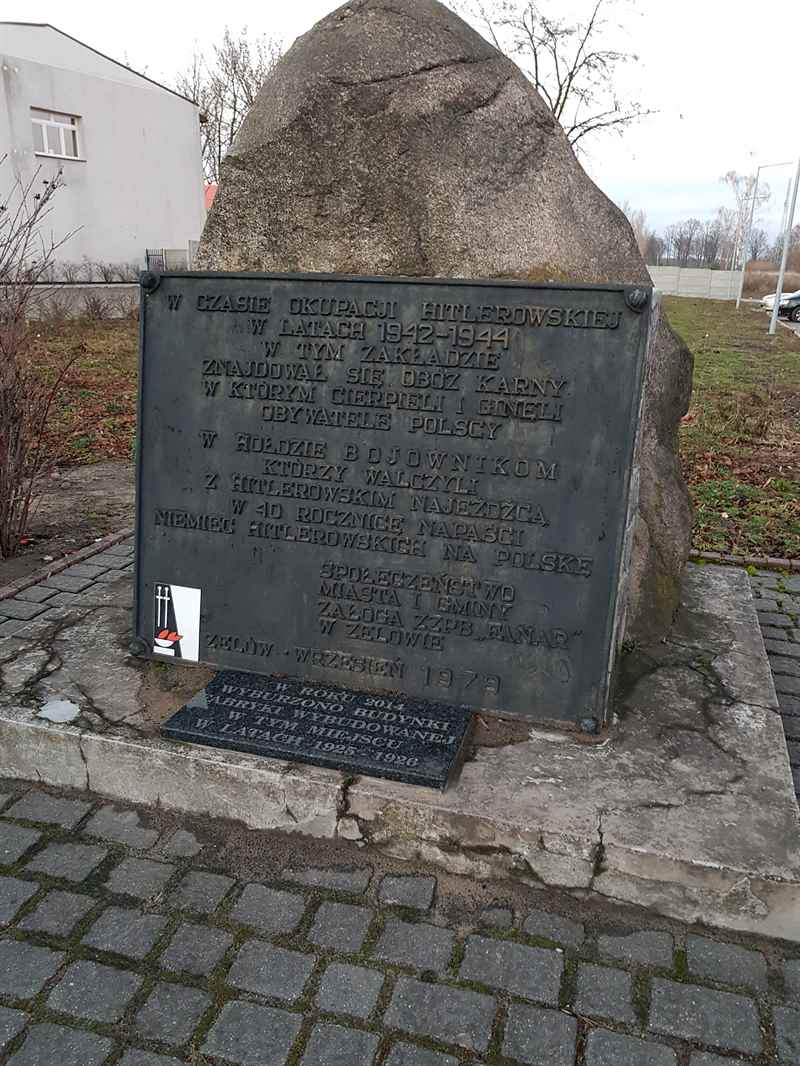 W CZASIE OKUPACJI HITLEROWSKIEJ
W LATACH 1942-1944
W TYM ZAKŁADZIE
ZNAJDOWAŁ SIĘ OBÓZ KARNY
W KTÓRYM CIERPIELI I GINĘLI
OBYWATELE POLSCY
W HOŁDZIE BOJOWNIKOM
KTÓRZY WALCZYLI
Z HITLEROWSKIM NAJEŹDŹCĄ
W 40 ROCZNICĘ NAPAŚCI
NIEMIEC HITLEROWSKICH NA POLSKĘ
SPOŁECZEŃSTWO
MIASTA I GMINY
ZAŁOGA ZZPB „FANAR"
W ZELOWIE
ZELÓW - WRZESIEŃ 1979
W ROKU 2014
WYBURZONO BUDYNKI
FABRYKI WYBUDOWANEJ
W TYM MIEJSCU
W LATACH 1925 - 1926